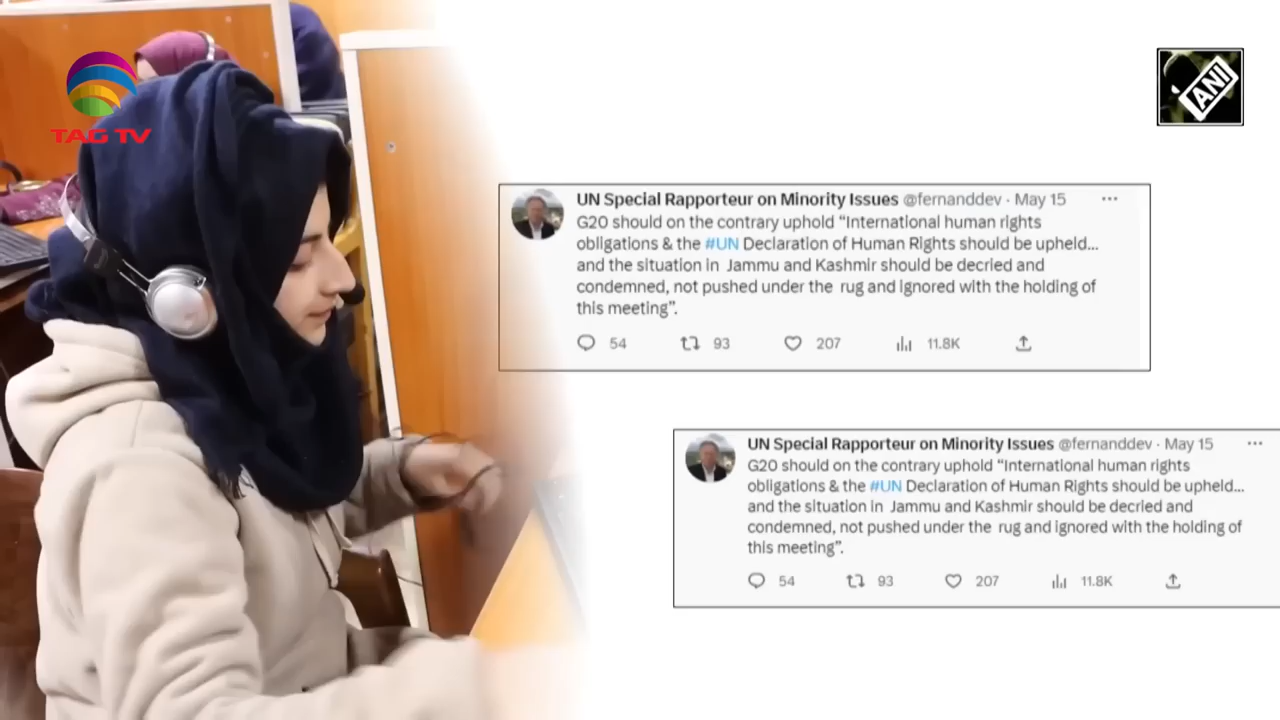 TAG TV
ANI
UN Special Rapporteur on Minority Issues @fernanddev · May 15
G20 should on the contrary uphold “International human rights
obligations & the #UN Declaration of Human Rights should be upheld...
and the situation in Jammu and Kashmir should be decried and
condemned, not pushed under the rug and ignored with the holding of
this meeting”.
54 93 207 11.8K
UN Special Rapporteur on Minority Issues @fernanddev · May 15
G20 should on the contrary uphold “International human rights
obligations & the #UN Declaration of Human Rights should be upheld...
and the situation in Jammu and Kashmir should be decried and
condemned, not pushed under the rug and ignored with the holding of
this meeting”.
54 93 207 11.8K